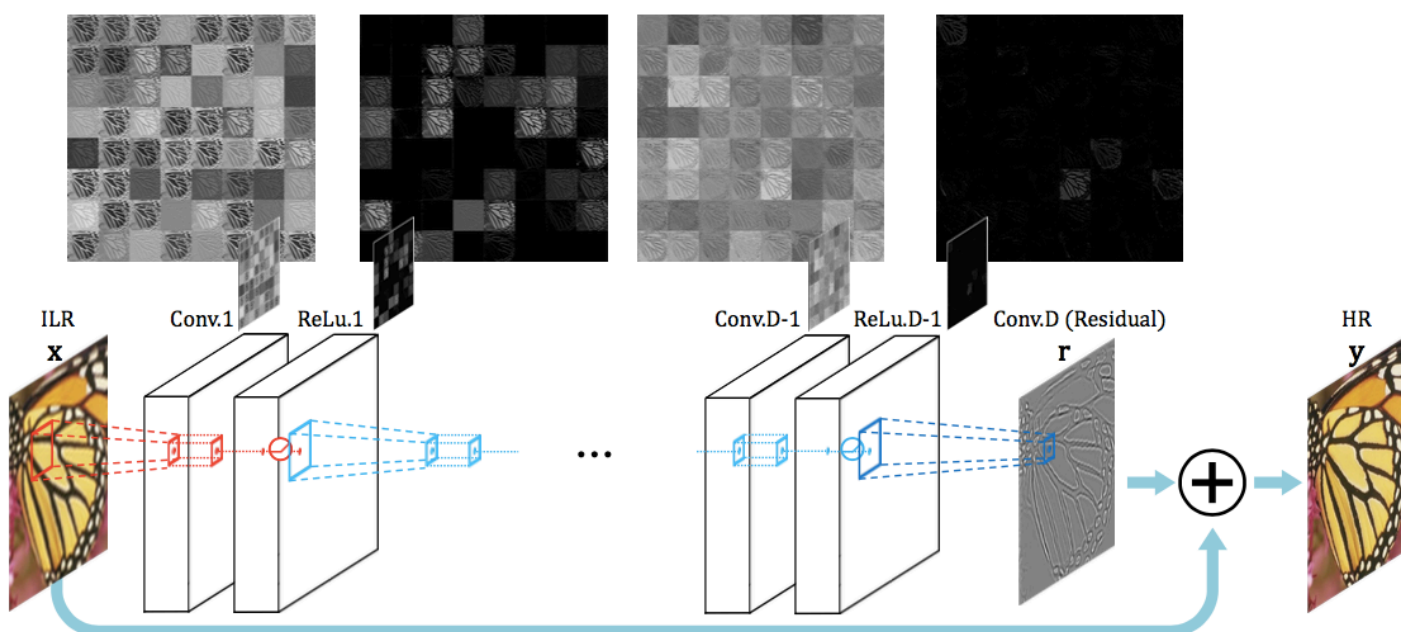 ILR
x
Conv.1
ReLu.1
...
Conv.D-1
ReLu.D-1
Conv.D (Residual)
r
HR
y